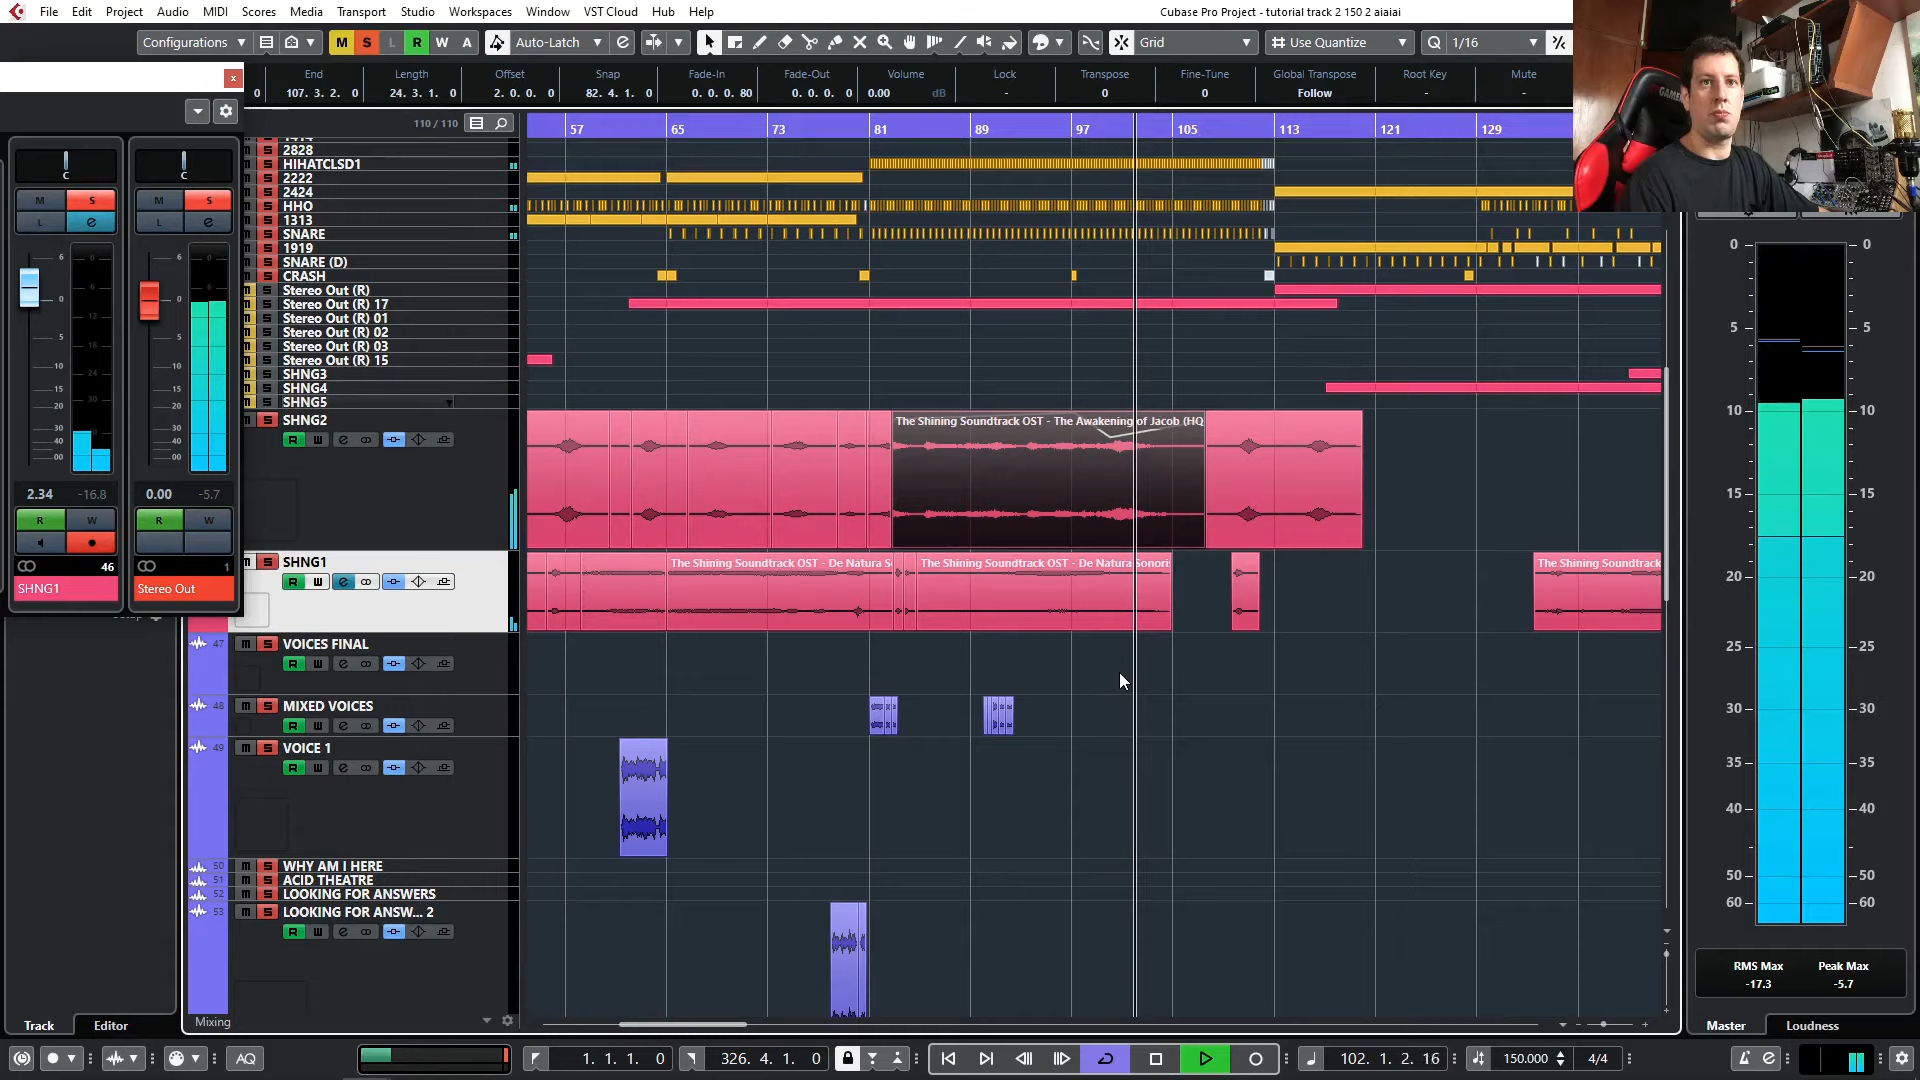 File Edit Project Audio MIDI Scores Media Transport Studio Workspaces Window VST Cloud Hub Help
Cubase Pro Project - tutorial track 2 150 2 aiaiai
Configurations M S L R W A Auto-Latch Grid Use Quantize Q 1/16
End Length Offset Snap Fade-In Fade-Out Volume Lock Transpose Fine-Tune Global Transpose Root Key Mute
0 107. 3. 2. 0 24. 3. 1. 0 2. 0. 0. 0 82. 4. 1. 0 0. 0. 0. 80 0. 0. 0. 0 0.00 dB - 0 0 Follow - -
110 / 110
57 65 73 81 89 97 105 113 121 129
2828
HIHATCLSD1
2222
2424
HHO
1313
SNARE
1919
SNARE (D)
CRASH
Stereo Out (R)
Stereo Out (R) 17
Stereo Out (R) 01
Stereo Out (R) 02
Stereo Out (R) 03
Stereo Out (R) 15
SHNG3
SHNG4
SHNG5
SHNG2
The Shining Soundtrack OST - The Awakening of Jacob (HQ
SHNG1
The Shining Soundtrack OST - De Natura S
The Shining Soundtrack OST - De Natura Sonoris
The Shining Soundtrack
47 VOICES FINAL
48 MIXED VOICES
49 VOICE 1
50 WHY AM I HERE
51 ACID THEATRE
52 LOOKING FOR ANSWERS
53 LOOKING FOR ANSW... 2
Mixing
C C
M S M S
L e L e
2.34 -16.8 0.00 -5.7
R W R W
46 1
SHNG1 Stereo Out
Track Editor
0 0
5 5
10 10
15 15
20 20
25 25
30 30
35 35
40 40
50 50
60 60
RMS Max Peak Max
-17.3 -5.7
Master Loudness
AQ 1. 1. 1. 0 326. 4. 1. 0 102. 1. 2. 16 150.000 4/4